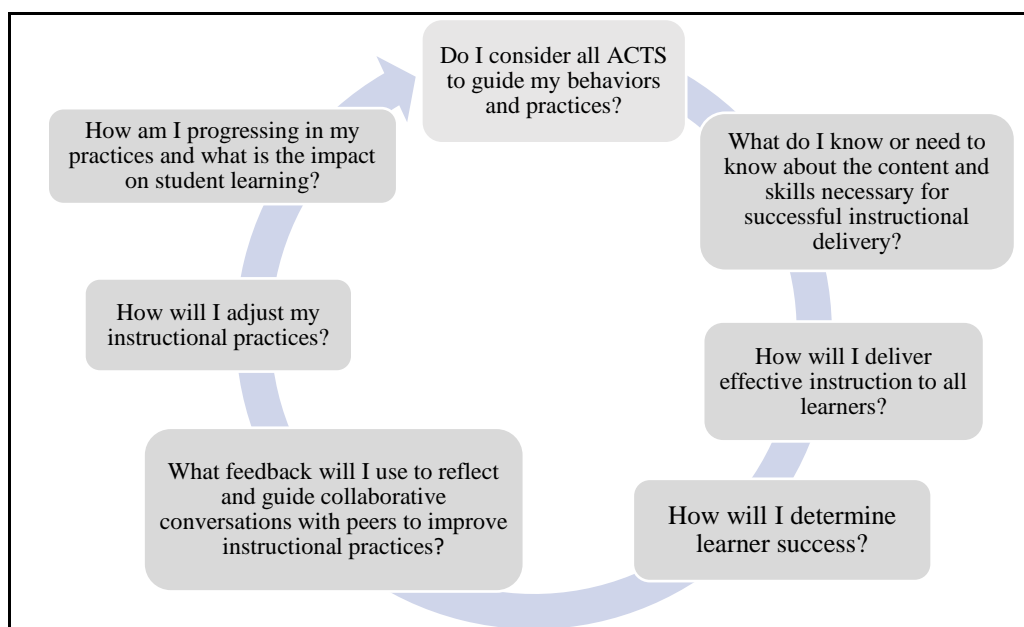 Do I consider all ACTS
to guide my behaviors
and practices?
What do I know or need to
know about the content and
skills necessary for
successful instructional
delivery?
How will I deliver
effective instruction to all
learners?
How will I determine
learner success?
What feedback will I use to reflect
and guide collaborative
conversations with peers to improve
instructional practices?
How will I adjust my
instructional practices?
How am I progressing in my
practices and what is the impact
on student learning?